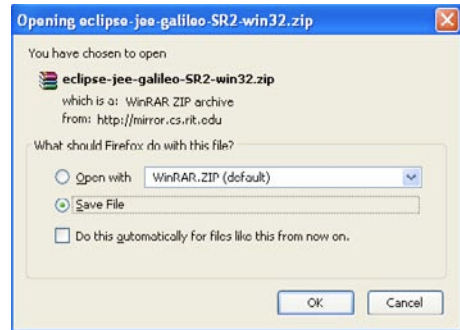 Opening eclipse-jee-galileo-SR2-win32.zip
You have chosen to open
eclipse-jee-galileo-SR2-win32.zip
which is a: WinRAR ZIP archive
from: http://mirror.cs.rit.edu
What should Firefox do with this file?
Open with WinRAR.ZIP (default)
Save File
Do this automatically for files like this from now on.
OK Cancel